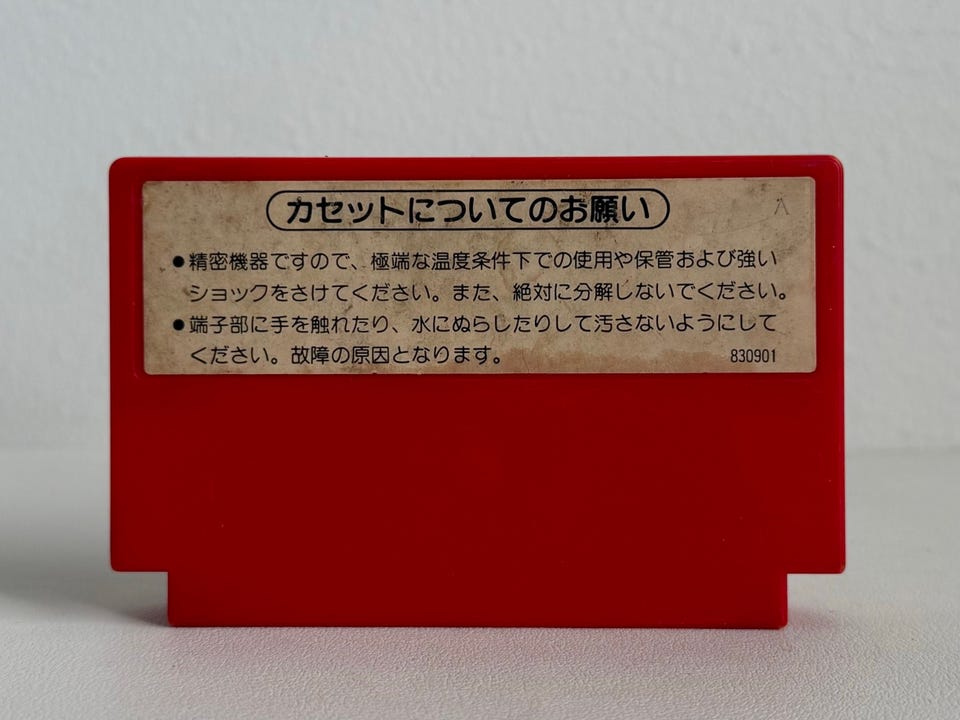 カセットについてのお願い
●精密機器ですので、極端な温度条件下での使用や保管および強い
ショックをさけてください。また、絶対に分解しないでください。
●端子部に手を触れたり、水にぬらしたりして汚さないようにして
ください。故障の原因となります。
830901